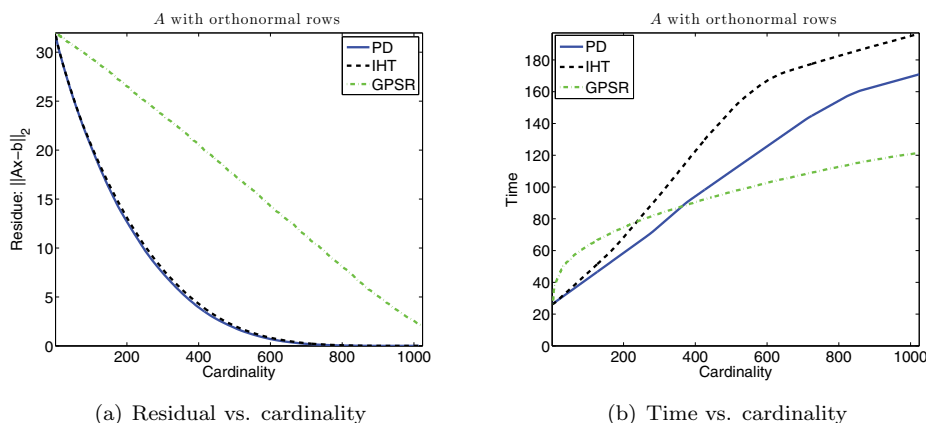 A with orthonormal rows
PD
IHT
GPSR
30
25
20
15
10
5
0
200
400
600
800
1000
Residue: ||Ax−b||2
Cardinality
(a) Residual vs. cardinality
A with orthonormal rows
PD
IHT
GPSR
180
160
140
120
100
80
60
40
20
0
200
400
600
800
1000
Time
Cardinality
(b) Time vs. cardinality